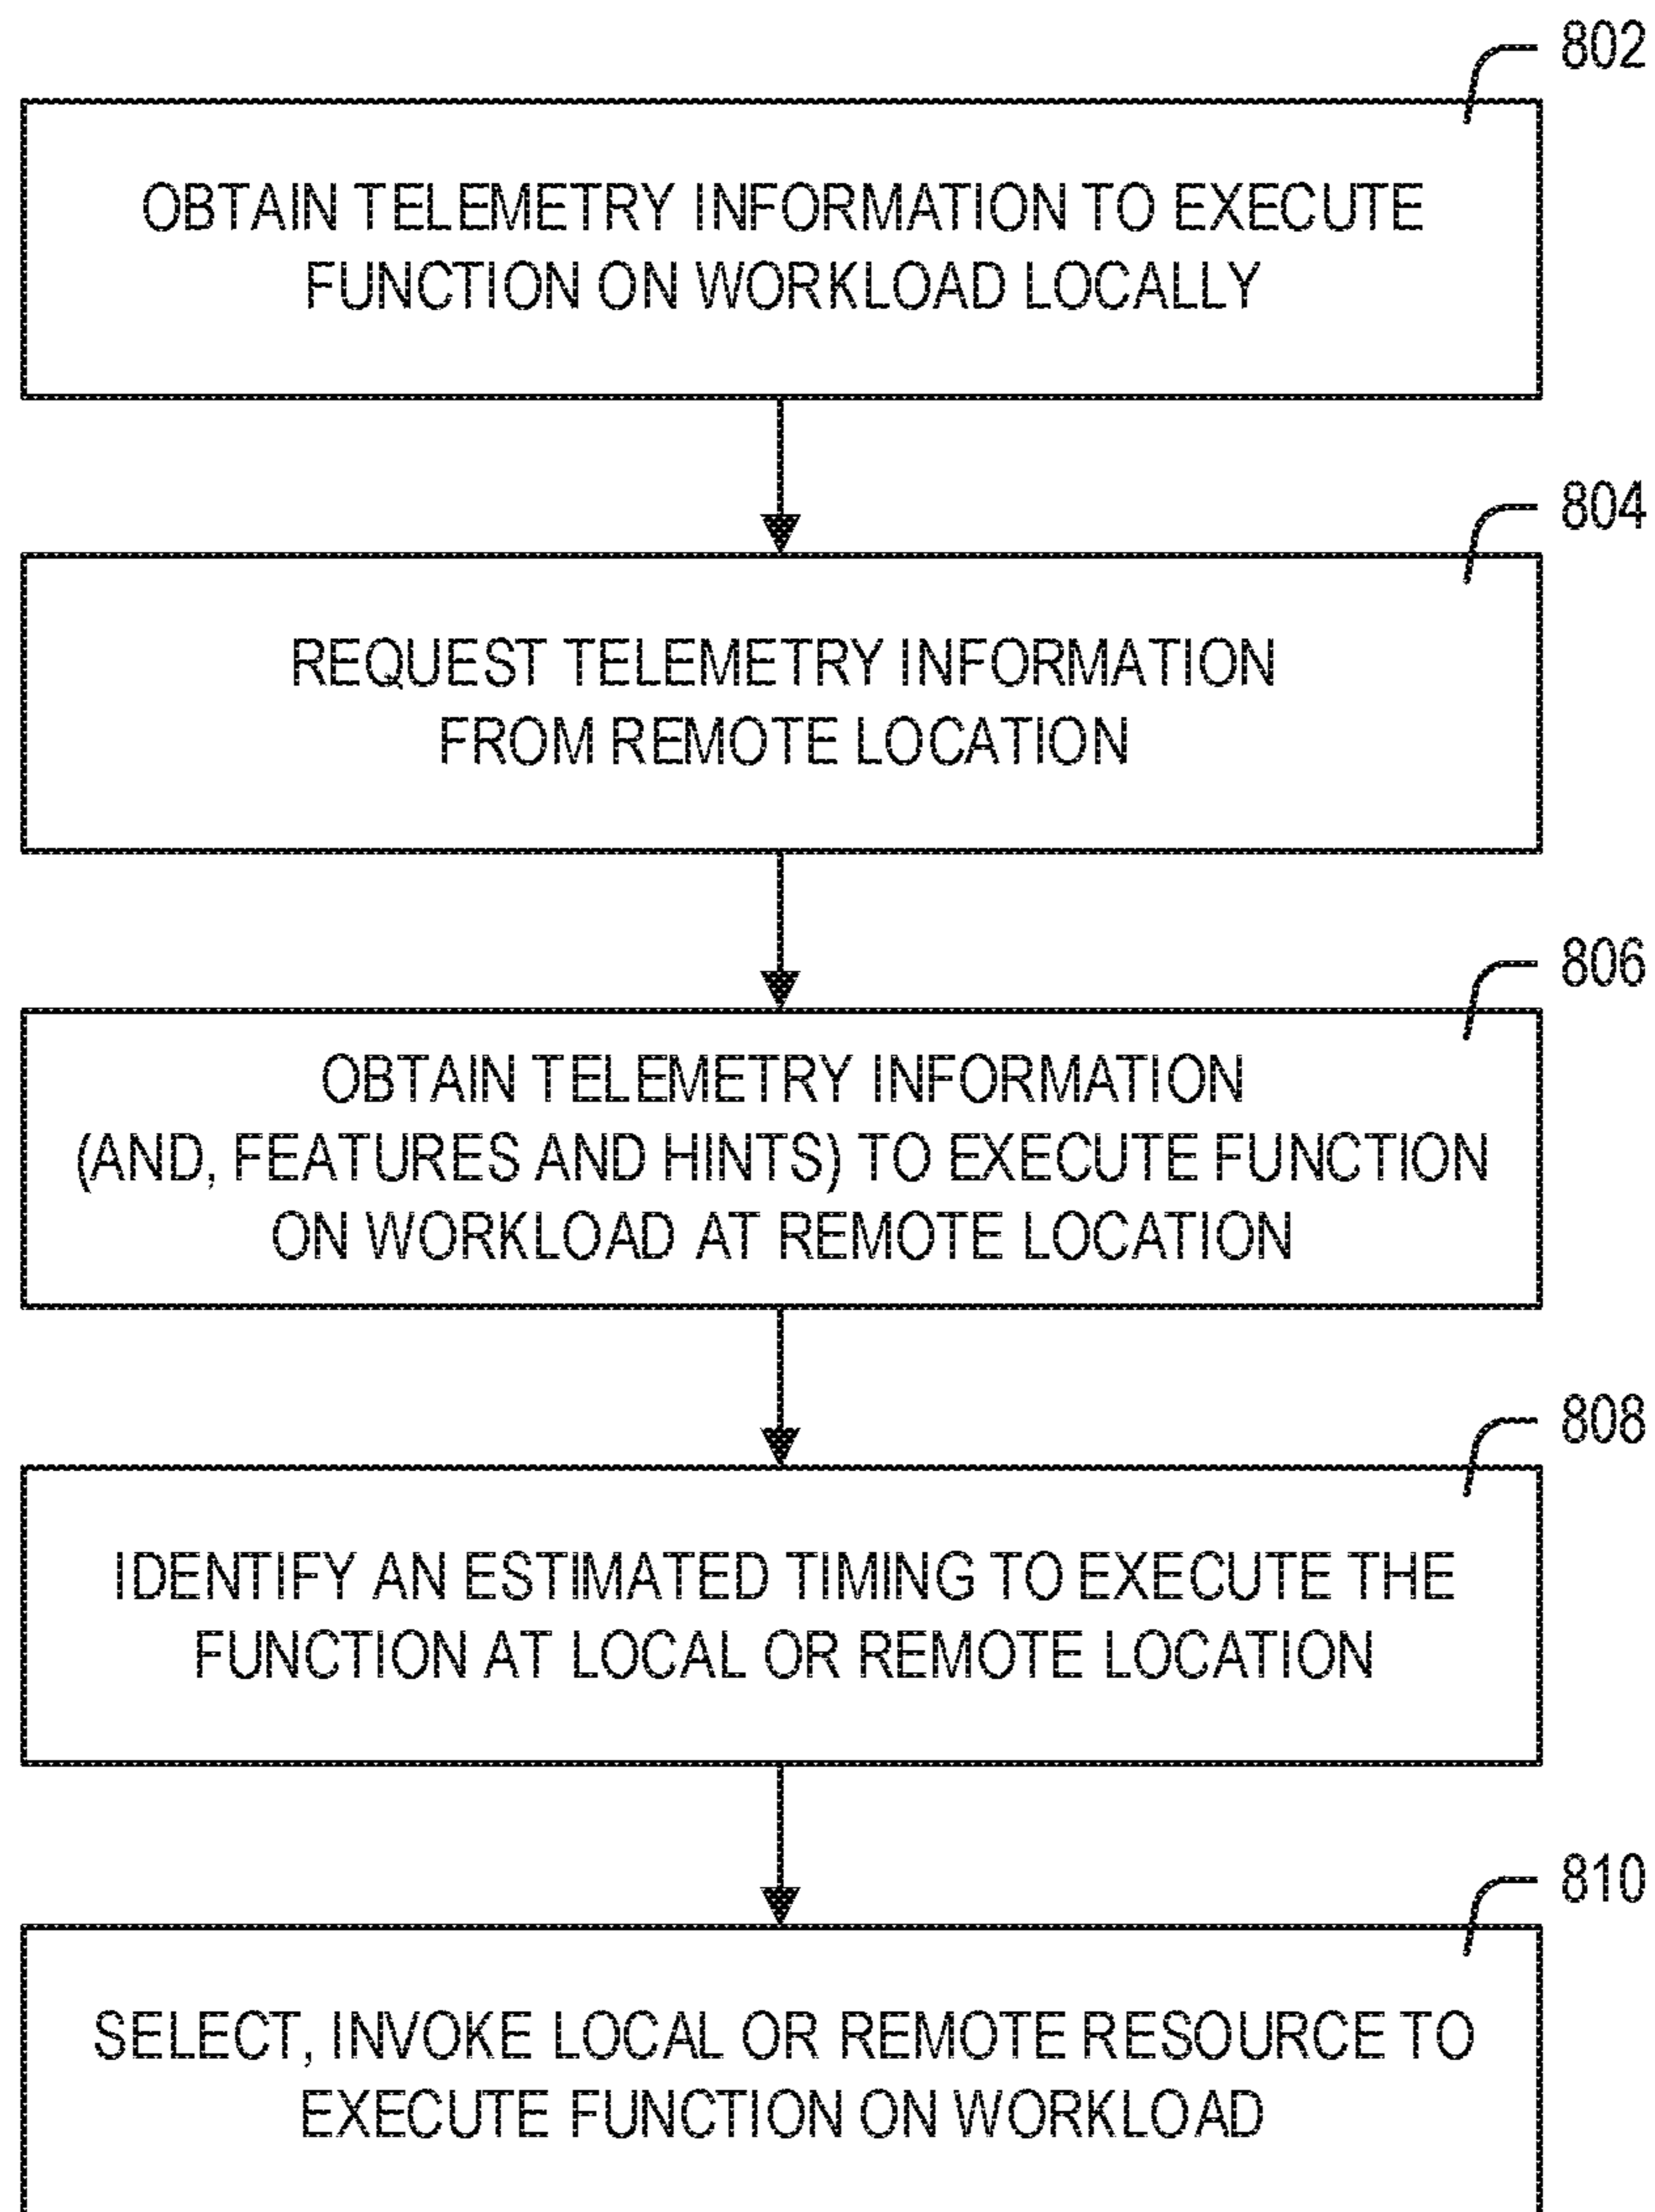 802
OBTAIN TELEMETRY INFORMATION TO EXECUTE
FUNCTION ON WORKLOAD LOCALLY
804
REQUEST TELEMETRY INFORMATION
FROM REMOTE LOCATION
806
OBTAIN TELEMETRY INFORMATION
(AND, FEATURES AND HINTS) TO EXECUTE FUNCTION
ON WORKLOAD AT REMOTE LOCATION
808
IDENTIFY AN ESTIMATED TIMING TO EXECUTE THE
FUNCTION AT LOCAL OR REMOTE LOCATION
810
SELECT, INVOKE LOCAL OR REMOTE RESOURCE TO
EXECUTE FUNCTION ON WORKLOAD